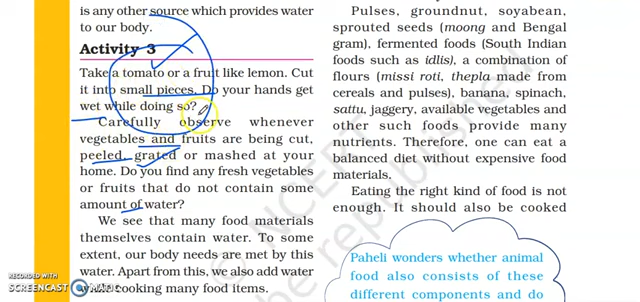 is any other source which provides water
to our body.
Activity 3
Take a tomato or a fruit like lemon. Cut
it into small pieces. Do your hands get
wet while doing so?
Carefully observe whenever
vegetables and fruits are being cut,
peeled, grated or mashed at your
home. Do you find any fresh vegetables
or fruits that do not contain some
amount of water?
We see that many food materials
themselves contain water. To some
extent, our body needs are met by this
water. Apart from this, we also add water
while cooking many food items.
Pulses, groundnut, soyabean,
sprouted seeds (moong and Bengal
gram), fermented foods (South Indian
foods such as idlis), a combination of
flours (missi roti, thepla made from
cereals and pulses), banana, spinach,
sattu, jaggery, available vegetables and
other such foods provide many
nutrients. Therefore, one can eat a
balanced diet without expensive food
materials.
Eating the right kind of food is not
enough. It should also be cooked
Paheli wonders whether animal
food also consists of these
different components and do
© NCERT
be republished
RECORDED WITH
SCREENCAST